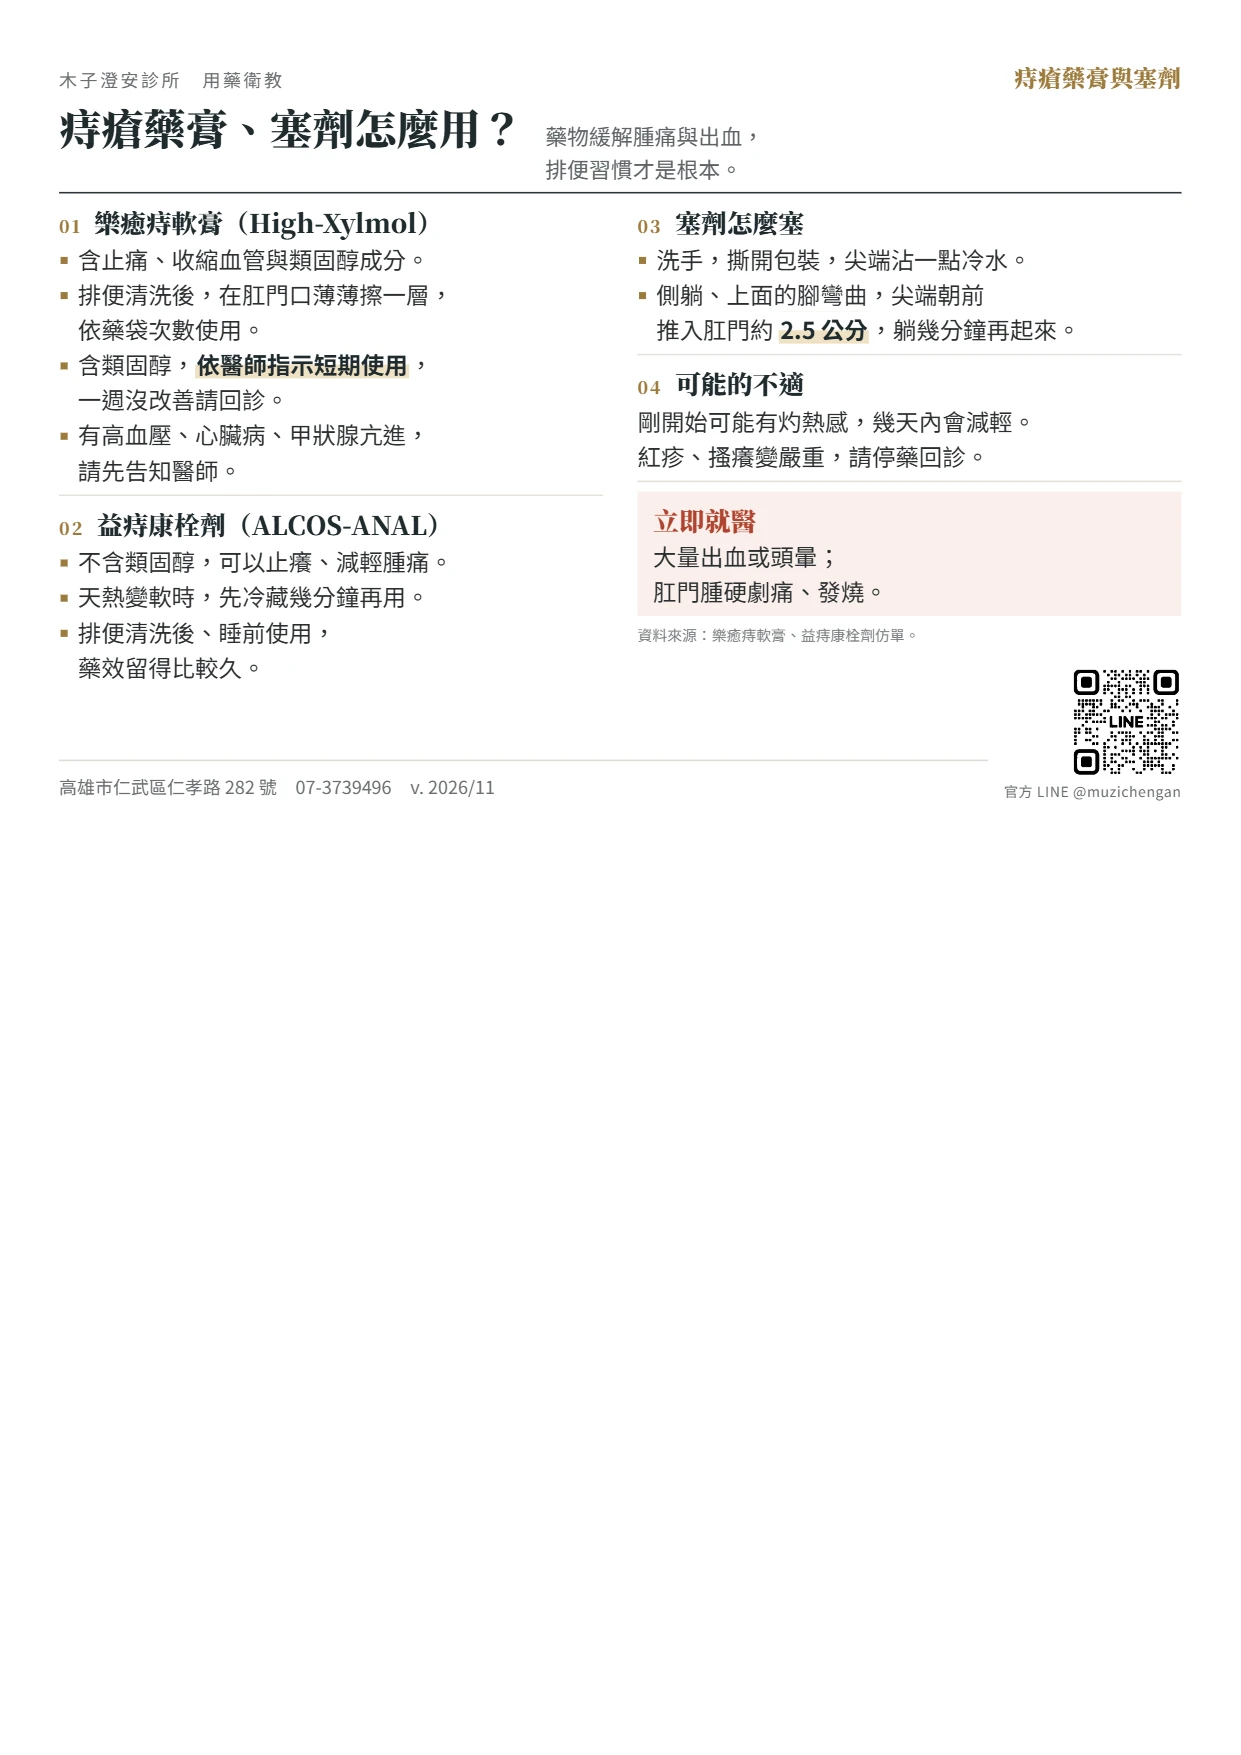 木子澄安診所　用藥衛教
痔瘡藥膏與塞劑
痔瘡藥膏、塞劑怎麼用？
藥物緩解腫痛與出血，
排便習慣才是根本。
01 樂癒痔軟膏（High-Xylmol）
▪ 含止痛、收縮血管與類固醇成分。
▪ 排便清洗後，在肛門口薄薄擦一層，
依藥袋次數使用。
▪ 含類固醇，依醫師指示短期使用，
一週沒改善請回診。
▪ 有高血壓、心臟病、甲狀腺亢進，
請先告知醫師。
02 益痔康栓劑（ALCOS-ANAL）
▪ 不含類固醇，可以止癢、減輕腫痛。
▪ 天熱變軟時，先冷藏幾分鐘再用。
▪ 排便清洗後、睡前使用，
藥效留得比較久。
03 塞劑怎麼塞
▪ 洗手，撕開包裝，尖端沾一點冷水。
▪ 側躺、上面的腳彎曲，尖端朝前
推入肛門約 2.5 公分，躺幾分鐘再起來。
04 可能的不適
剛開始可能有灼熱感，幾天內會減輕。
紅疹、搔癢變嚴重，請停藥回診。
立即就醫
大量出血或頭暈；
肛門腫硬劇痛、發燒。
資料來源：樂癒痔軟膏、益痔康栓劑仿單。
LINE
高雄市仁武區仁孝路 282 號　07-3739496　v. 2026/11
官方 LINE @muzichengan